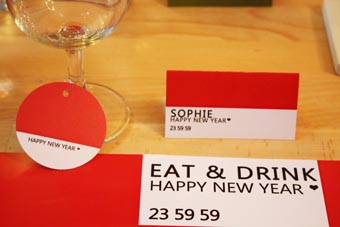 SOPHIE
HAPPY NEW YEAR❤
23 59 59
HAPPY NEW YEAR❤
EAT & DRINK
HAPPY NEW YEAR❤
23 59 59